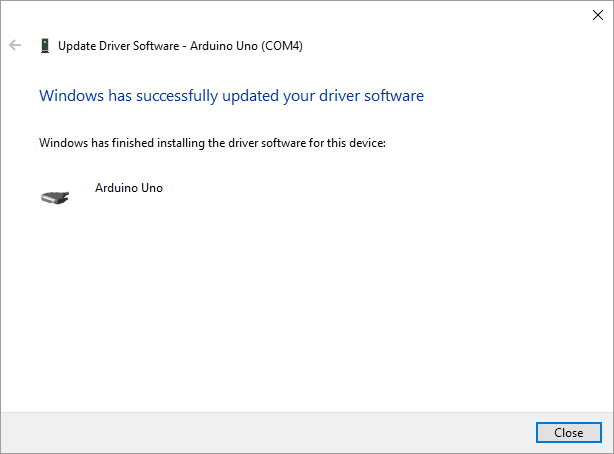 Update Driver Software - Arduino Uno (COM4)
Windows has successfully updated your driver software
Windows has finished installing the driver software for this device:
Arduino Uno
Close